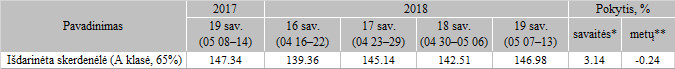 Pavadinimas 2017 2018 Pokytis, %
19 sav. (05 08–14) 16 sav. (04 16–22) 17 sav. (04 23–29) 18 sav. (04 30–05 06) 19 sav. (05 07–13) savaitės* metų**
Išdarinėta skerdenėlė (A klasė, 65%) 147.34 139.36 145.14 142.51 146.98 3.14 -0.24